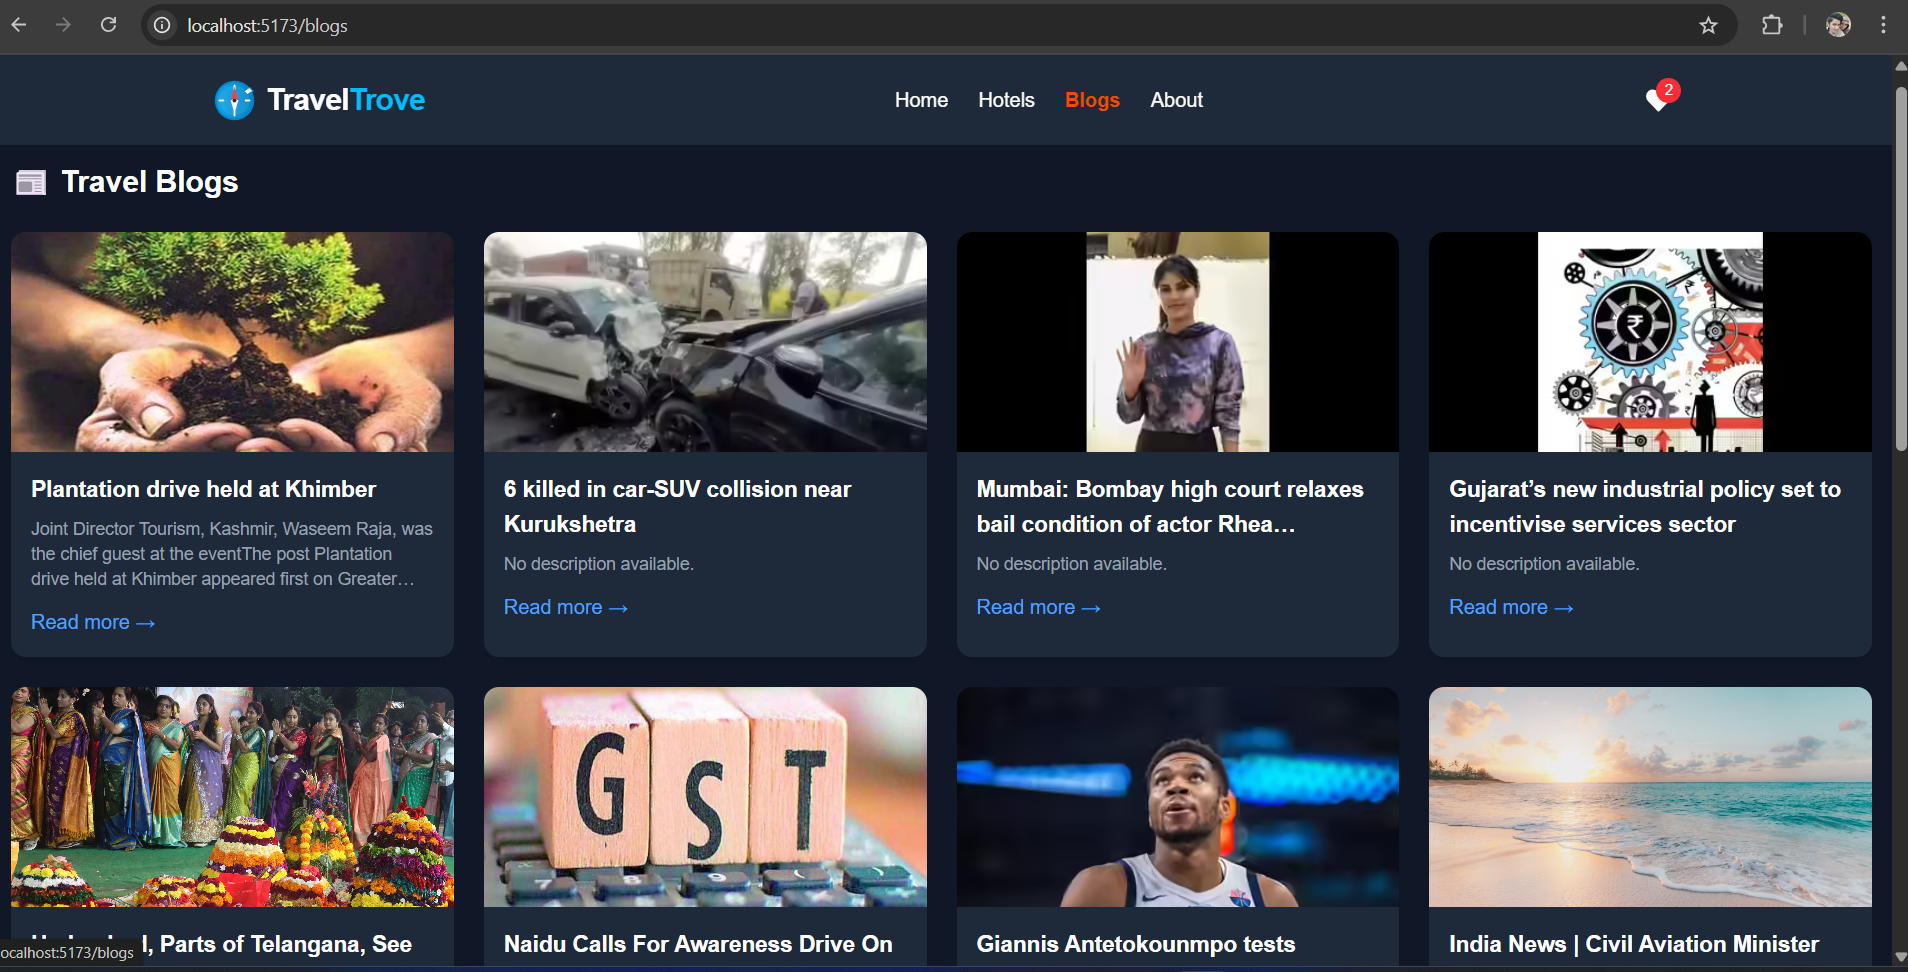 localhost:5173/blogs
TravelTrove
Home
Hotels
Blogs
About
2
Travel Blogs
Plantation drive held at Khimber
Joint Director Tourism, Kashmir, Waseem Raja, was
the chief guest at the eventThe post Plantation
drive held at Khimber appeared first on Greater…
Read more →
6 killed in car-SUV collision near
Kurukshetra
No description available.
Read more →
Mumbai: Bombay high court relaxes
bail condition of actor Rhea…
No description available.
Read more →
Gujarat’s new industrial policy set to
incentivise services sector
No description available.
Read more →
GST
7 8 9
, Parts of Telangana, See
Naidu Calls For Awareness Drive On
Giannis Antetokounmpo tests
India News | Civil Aviation Minister
ocalhost:5173/blogs